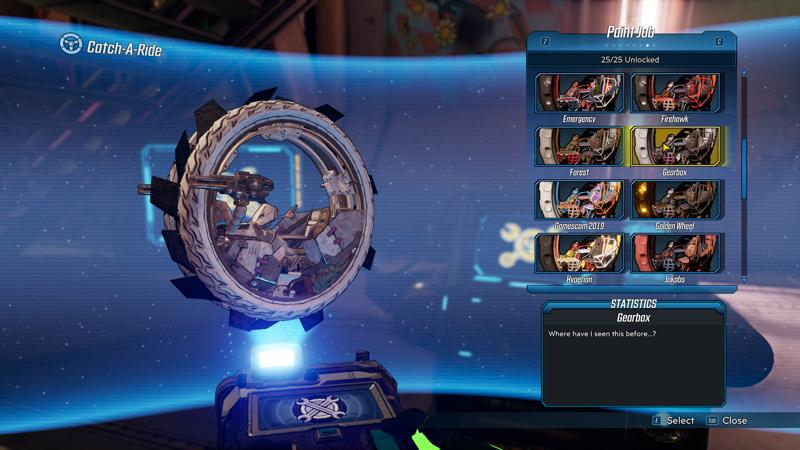 Catch-A-Ride
Paint Job
Z
C
25/25 Unlocked
Emergency
Firehawk
Forest
Gearbox
Gamescom 2019
Golden Wheel
Hyperion
Jakobs
STATISTICS
Gearbox
Where have I seen this before...?
E Select
Tab Close